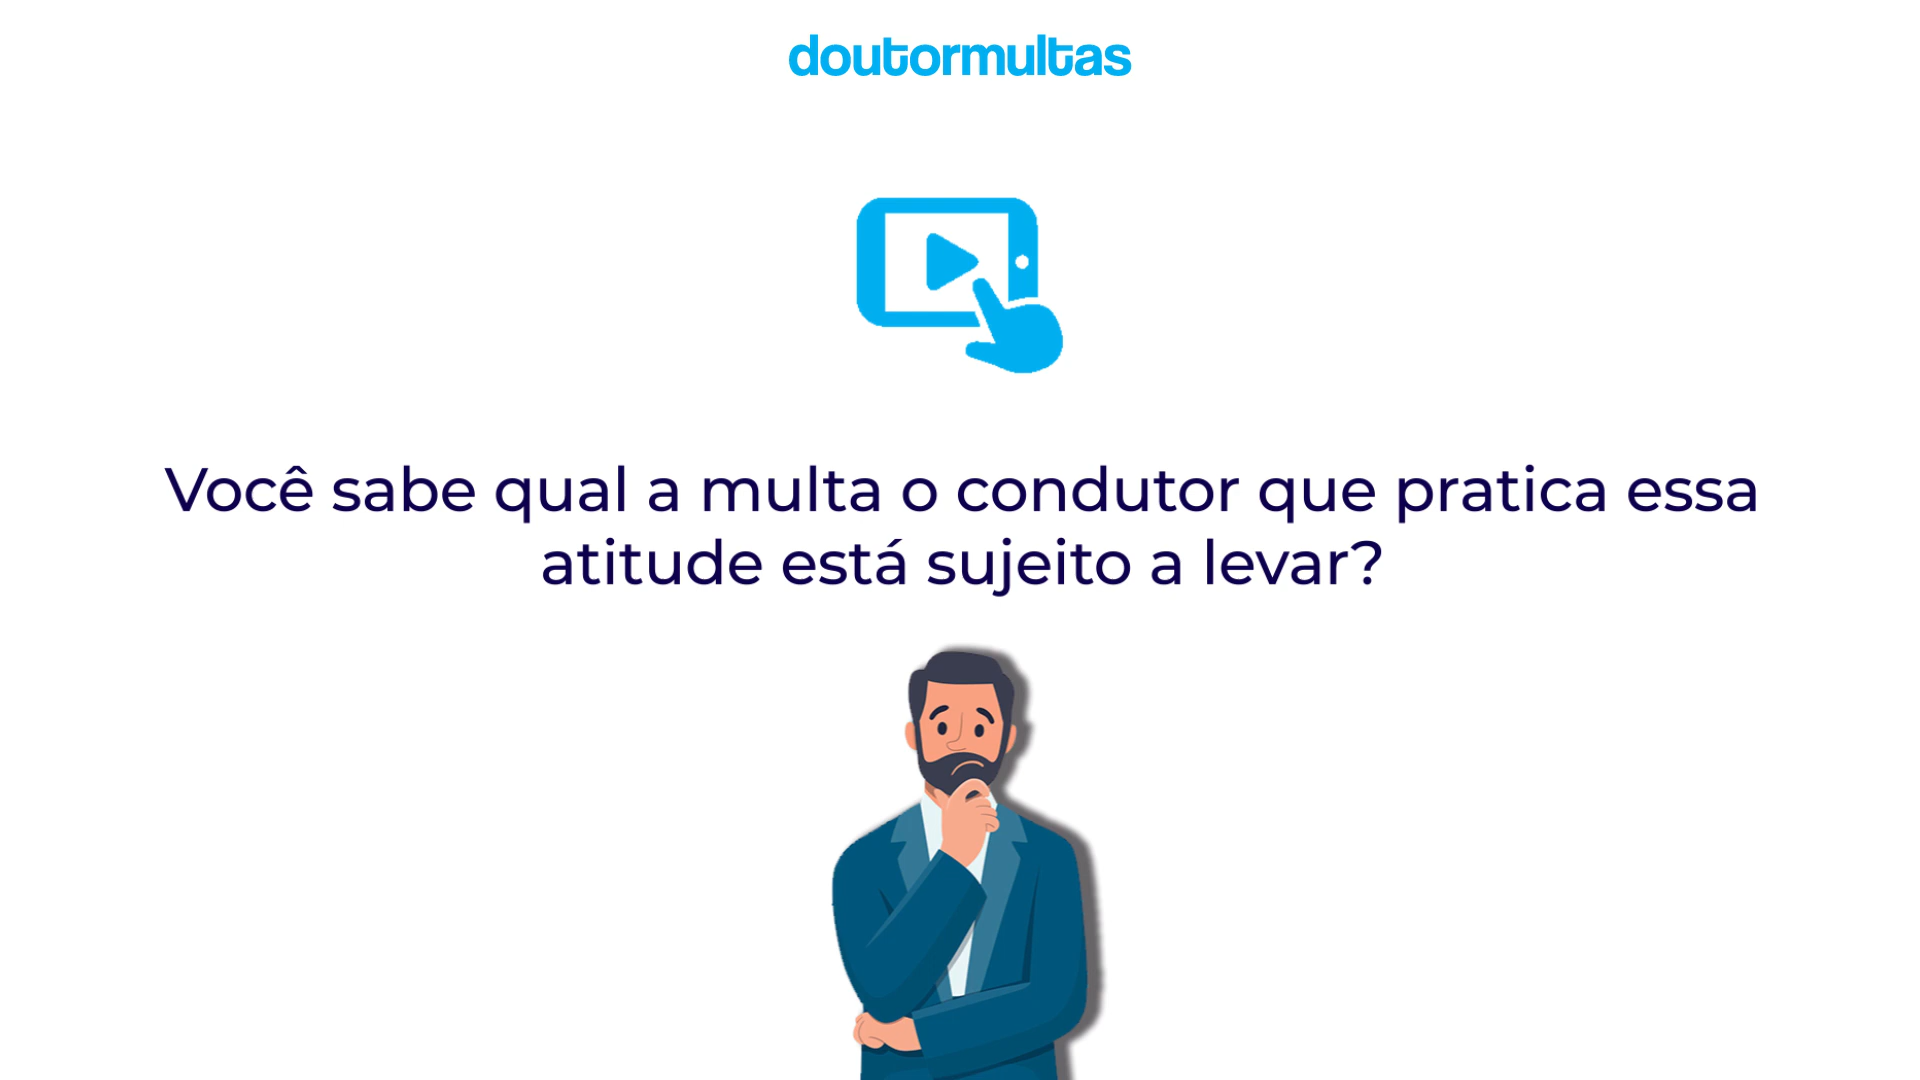 doutormultas
Você sabe qual a multa o condutor que pratica essa
atitude está sujeito a levar?